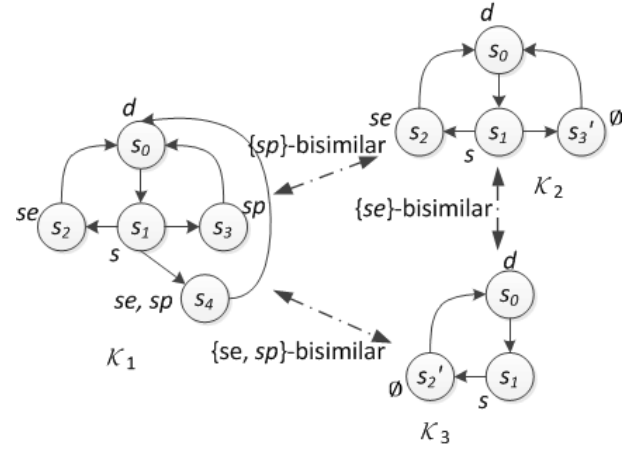 d
s0
se
s2
s1
s
s3
sp
se, sp
s4
K1
{sp}-bisimilar
d
s0
se
s2
s1
s
s3'
Ø
K2
{se}-bisimilar
{se, sp}-bisimilar
d
s0
s2'
Ø
s1
s
K3